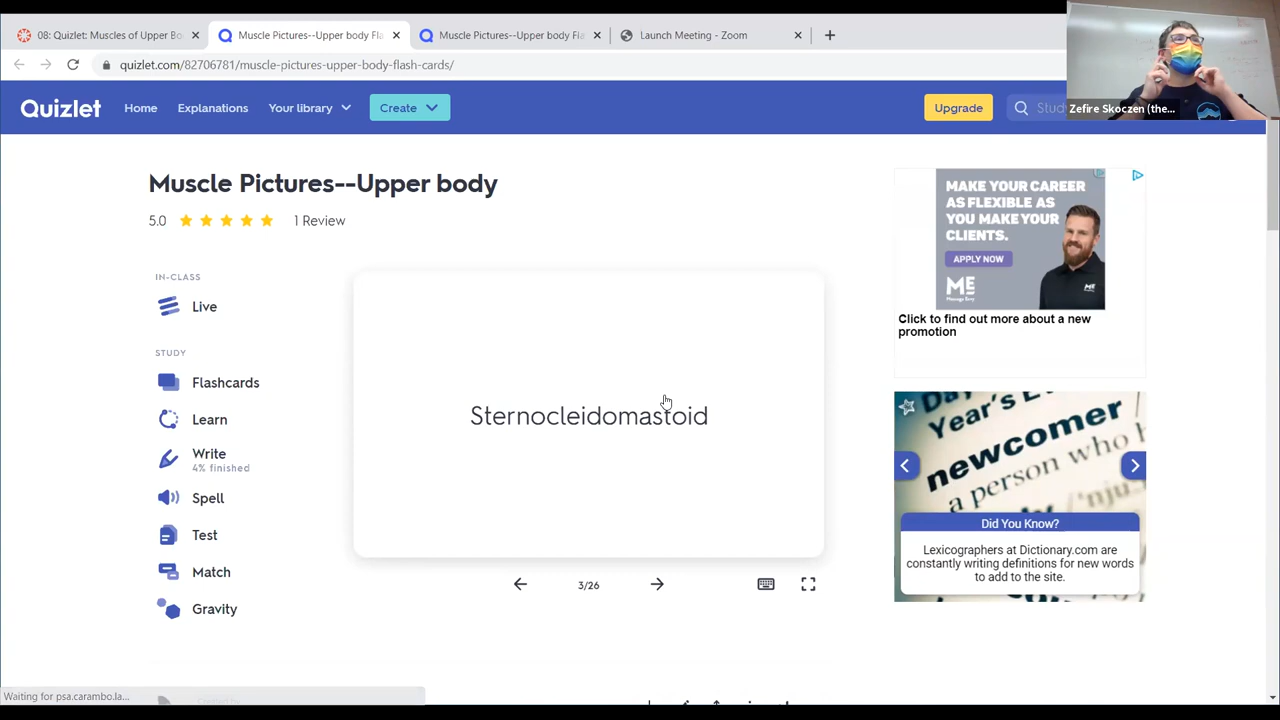 08: Quizlet: Muscles of Upper Bo
Muscle Pictures--Upper body Fla
Muscle Pictures--Upper body Fla
Launch Meeting - Zoom
quizlet.com/82706781/muscle-pictures-upper-body-flash-cards/
Zefire Skoczen (the...
Quizlet
Home
Explanations
Your library
Create
Upgrade
Stud
Muscle Pictures--Upper body
5.0
1 Review
IN-CLASS
Live
STUDY
Flashcards
Learn
Write
4% finished
Spell
Test
Match
Gravity
Sternocleidomastoid
3/26
MAKE YOUR CAREER
AS FLEXIBLE AS
YOU MAKE YOUR
CLIENTS.
APPLY NOW
ME
Massage Envy
ME
Click to find out more about a new
promotion
Year's E
newcomer
a person who
Did You Know?
Lexicographers at Dictionary.com are
constantly writing definitions for new words
to add to the site.
Waiting for psa.carambo.la...